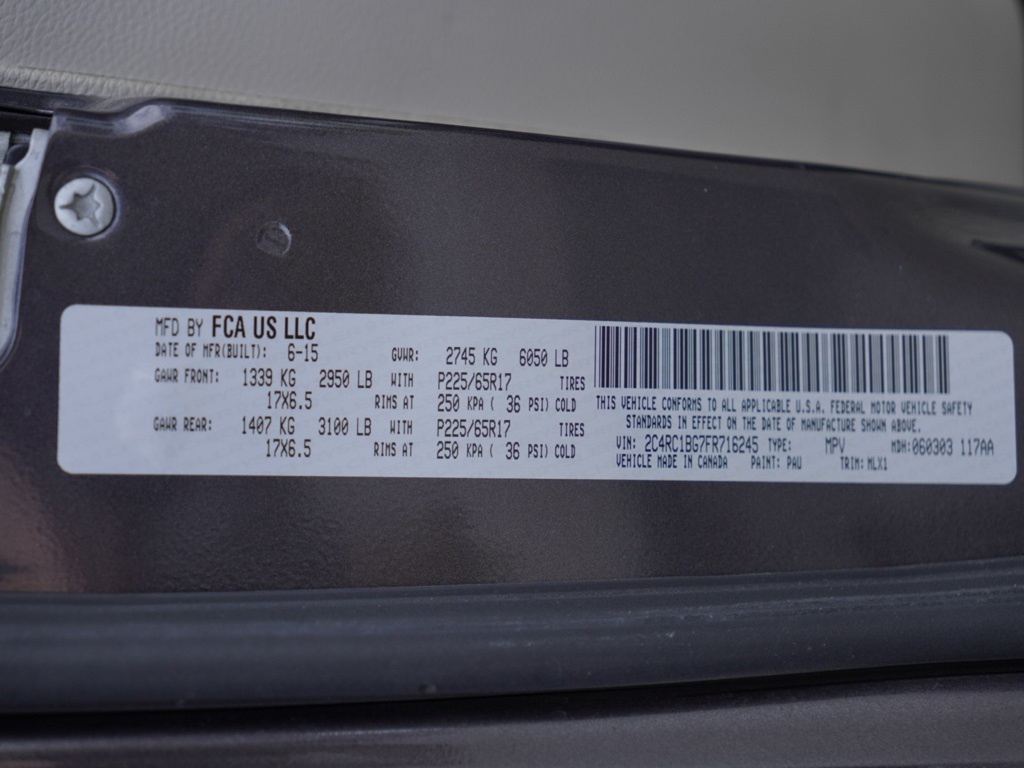 MFD BY FCA US LLC
DATE OF MFR(BUILT): 6-15 GVWR: 2745 KG 6050 LB
GAWR FRONT: 1339 KG 2950 LB WITH P225/65R17 TIRES
17X6.5 RIMS AT 250 KPA ( 36 PSI) COLD
GAWR REAR: 1407 KG 3100 LB WITH P225/65R17 TIRES
17X6.5 RIMS AT 250 KPA ( 36 PSI) COLD
THIS VEHICLE CONFORMS TO ALL APPLICABLE U.S.A. FEDERAL MOTOR VEHICLE SAFETY
STANDARDS IN EFFECT ON THE DATE OF MANUFACTURE SHOWN ABOVE.
VIN: 2C4RC1BG7FR716245 TYPE: MPV MDH: 060303 117AA
VEHICLE MADE IN CANADA PAINT: PAU TRIM: MLX1